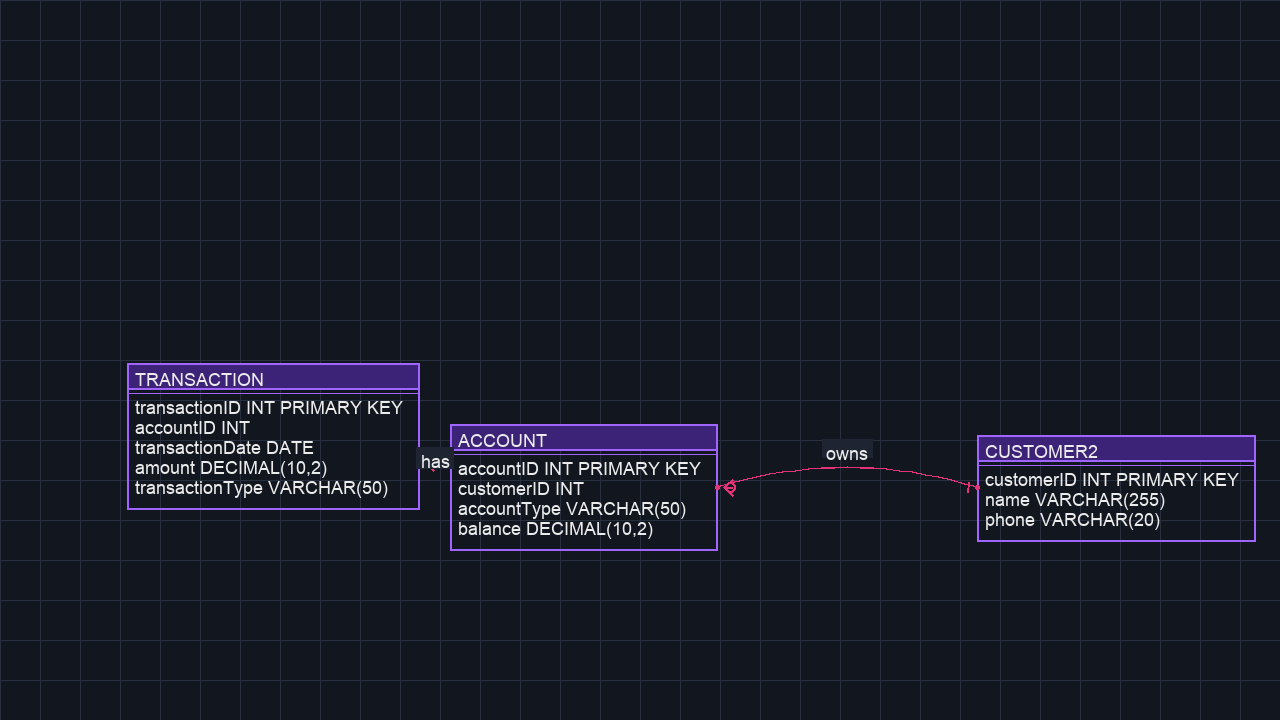 TRANSACTION
transactionID INT PRIMARY KEY
accountID INT
transactionDate DATE
amount DECIMAL(10,2)
transactionType VARCHAR(50)
has
ACCOUNT
accountID INT PRIMARY KEY
customerID INT
accountType VARCHAR(50)
balance DECIMAL(10,2)
owns
CUSTOMER2
customerID INT PRIMARY KEY
name VARCHAR(255)
phone VARCHAR(20)